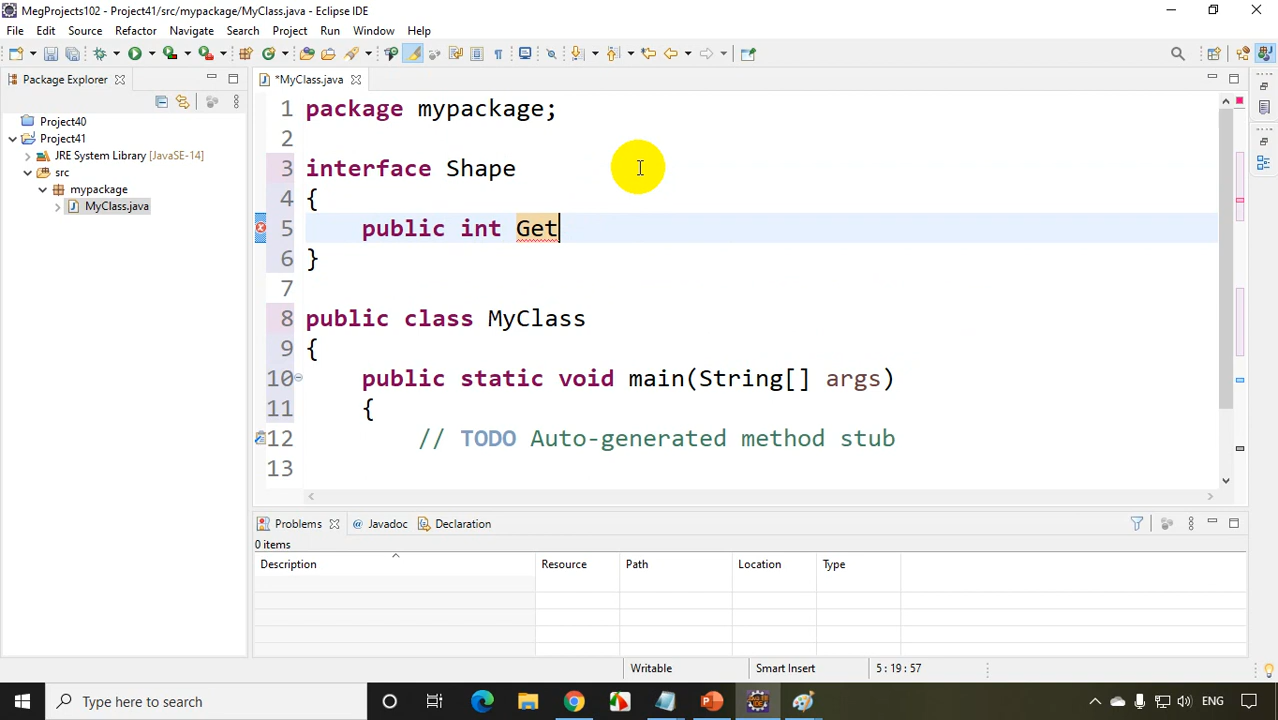 MegProjects102 - Project41/src/mypackage/MyClass.java - Eclipse IDE
File Edit Source Refactor Navigate Search Project Run Window Help
Package Explorer
*MyClass.java
Project40
Project41
JRE System Library [JavaSE-14]
src
mypackage
MyClass.java
1 package mypackage;
2
3 interface Shape
4 {
5 public int Get
6 }
7
8 public class MyClass
9 {
10 public static void main(String[] args)
11 {
12 // TODO Auto-generated method stub
13
Problems @ Javadoc Declaration
0 items
Description Resource Path Location Type
Writable Smart Insert 5 : 19 : 57
Type here to search
ENG